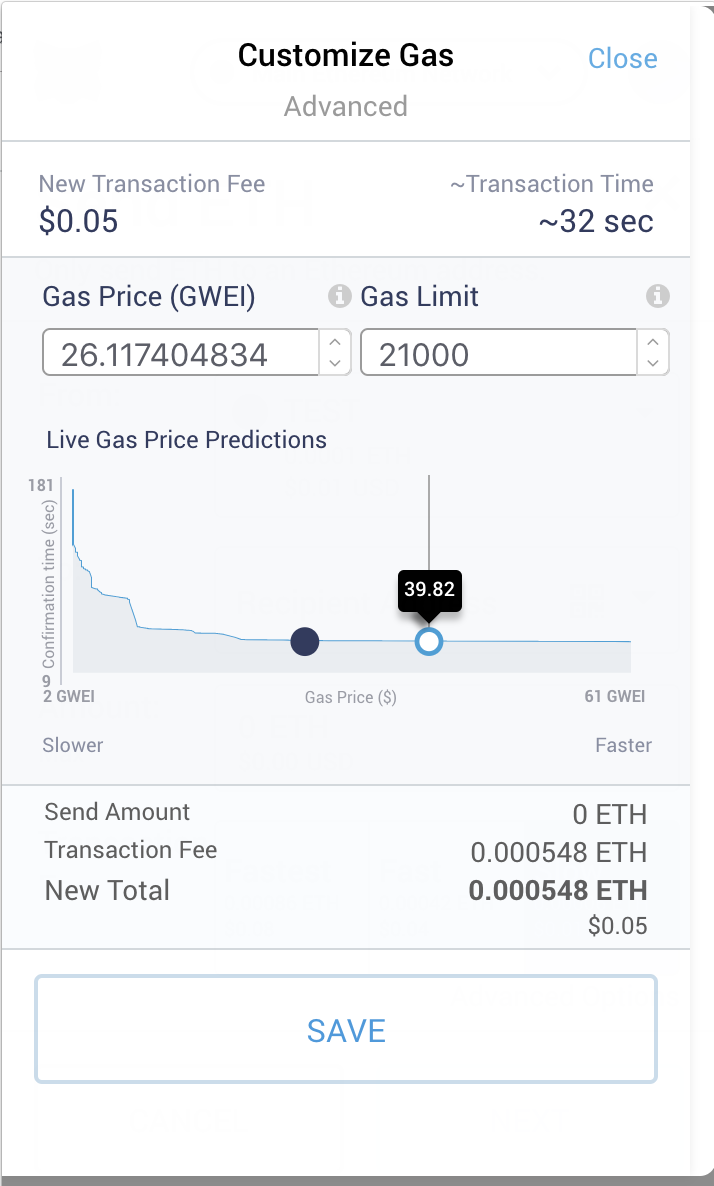 Customize Gas
Close
Advanced
New Transaction Fee
~Transaction Time
$0.05
~32 sec
Gas Price (GWEI)
Gas Limit
26.117404834
21000
Live Gas Price Predictions
181
Confirmation time (sec)
39.82
9
2 GWEI
Gas Price ($)
61 GWEI
Slower
Faster
Send Amount
0 ETH
Transaction Fee
0.000548 ETH
New Total
0.000548 ETH
$0.05
SAVE